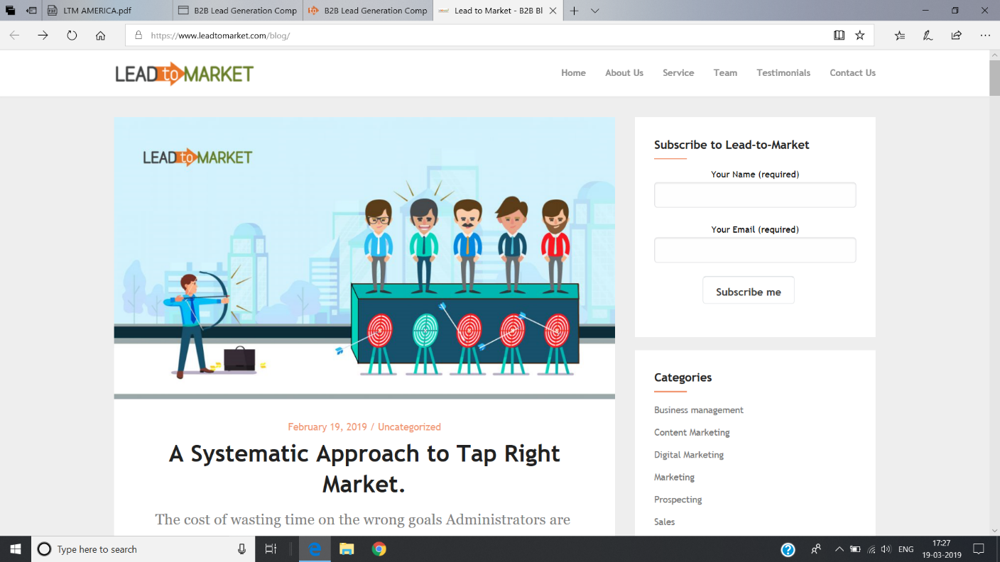 LTM AMERICA.pdf
B2B Lead Generation Comp
B2B Lead Generation Comp
Lead to Market - B2B Bl
https://www.leadtomarket.com/blog/
LEAD to MARKET
Home
About Us
Service
Team
Testimonials
Contact Us
LEAD to MARKET
February 19, 2019 / Uncategorized
A Systematic Approach to Tap Right
Market.
The cost of wasting time on the wrong goals Administrators are
Subscribe to Lead-to-Market
Your Name (required)
Your Email (required)
Subscribe me
Categories
Business management
Content Marketing
Digital Marketing
Marketing
Prospecting
Sales
Type here to search
ENG
17:27
19-03-2019